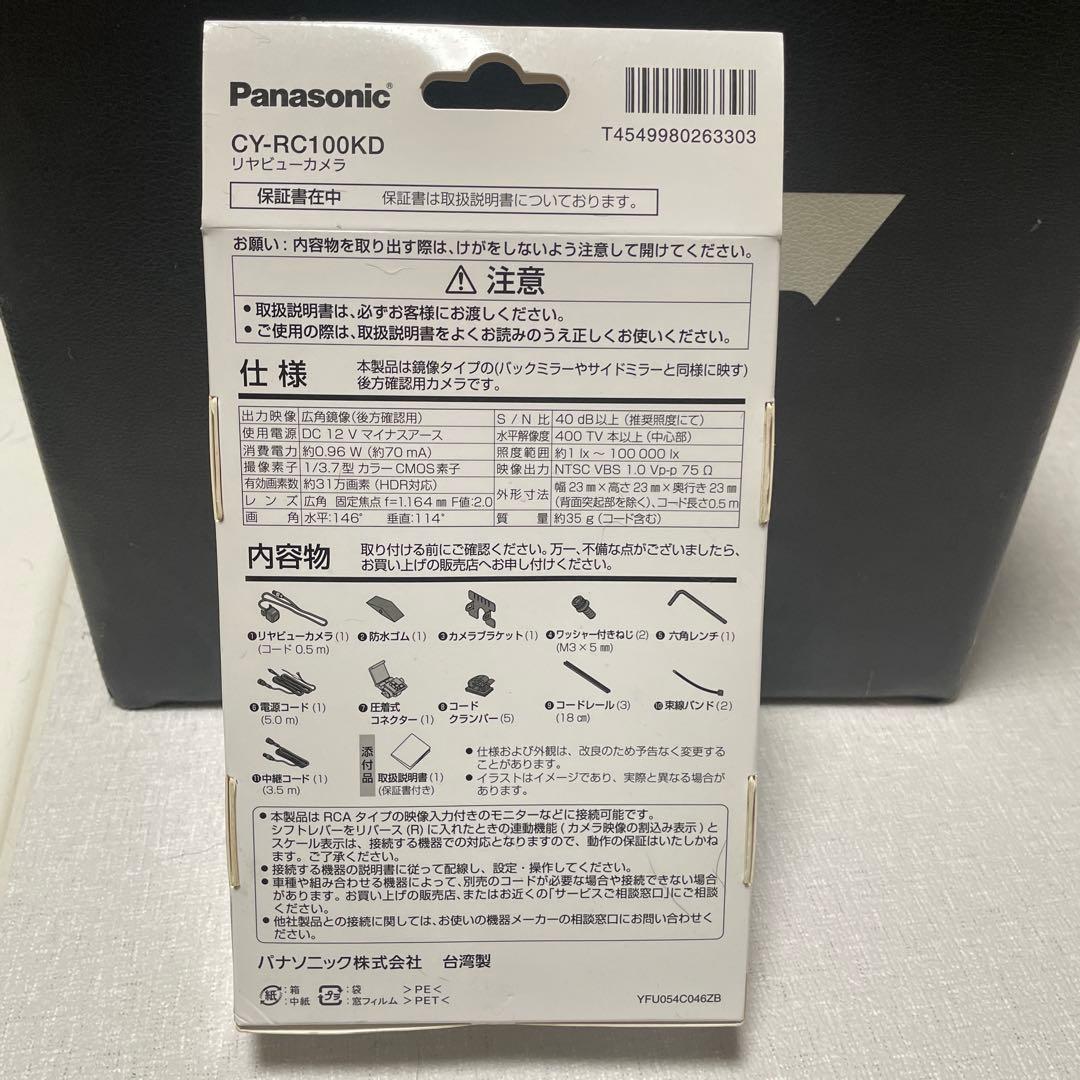 Panasonic®
T4549980263303
CY-RC100KD
リヤビューカメラ
保証書在中 保証書は取扱説明書についております。
お願い：内容物を取り出す際は、けがをしないよう注意して開けてください。
⚠ 注意
● 取扱説明書は、必ずお客様にお渡しください。
● ご使用の際は、取扱説明書をよくお読みのうえ正しくお使いください。
仕様 本製品は鏡像タイプの(バックミラーやサイドミラーと同様に映す)
後方確認用カメラです。
出力映像 広角鏡像(後方確認用) S/N比 40 dB以上(推奨照度にて)
使用電源 DC 12 V マイナスアース 水平解像度 400 TV 本以上(中心部)
消費電力 約0.96 W (約70 mA) 照度範囲 約1 lx ～ 100 000 lx
撮像素子 1/3.7型 カラー CMOS素子 映像出力 NTSC VBS 1.0 Vp-p 75 Ω
有効画素数 約31万画素 (HDR対応) 外形寸法 幅23㎜×高さ23㎜×奥行き23㎜
レンズ 広角 固定焦点 f=1.164㎜ F値:2.0 (背面突起部を除く)、コード長さ0.5 m
画角 水平:146° 垂直:114° 質量 約35 g (コード含む)
内容物 取り付ける前にご確認ください。万一、不備な点がございましたら、
お買い上げの販売店へお申し付けください。
❶リヤビューカメラ(1) ❷防水ゴム(1) ❸カメラブラケット(1) ❹ワッシャー付きねじ(2) ❺六角レンチ(1)
(コード 0.5 m) (M3×5㎜)
❻電源コード(1) ❼圧着式 ❽コード ❾コードレール(3) ❿束線バンド(2)
(5.0 m) コネクター(1) クランパー(5) (18㎝)
⓫中継コード(1) 添付品 取扱説明書(1)
(3.5 m) (保証書付き)
● 仕様および外観は、改良のため予告なく変更する
ことがあります。
● イラストはイメージであり、実際と異なる場合が
あります。
● 本製品は RCA タイプの映像入力付きのモニターなどに接続可能です。
シフトレバーをリバース(R)に入れたときの連動機能(カメラ映像の割込み表示)と
スケール表示は、接続する機器での対応となりますので、動作の保証はいたしかね
ます。ご了承ください。
● 接続する機器の説明書に従って配線し、設定・操作してください。
● 車種や組み合わせる機器によって、別売のコードが必要な場合や接続できない場合
があります。お買い上げの販売店、またはお近くの「サービスご相談窓口」にご相談
ください。
● 他社製品との接続に関しては、お使いの機器メーカーの相談窓口にお問い合わせく
ださい。
パナソニック株式会社 台湾製
紙 ：箱 プラ ：袋 ＞PE＜
：中紙 ：窓フィルム ＞PET＜
YFU054C046ZB